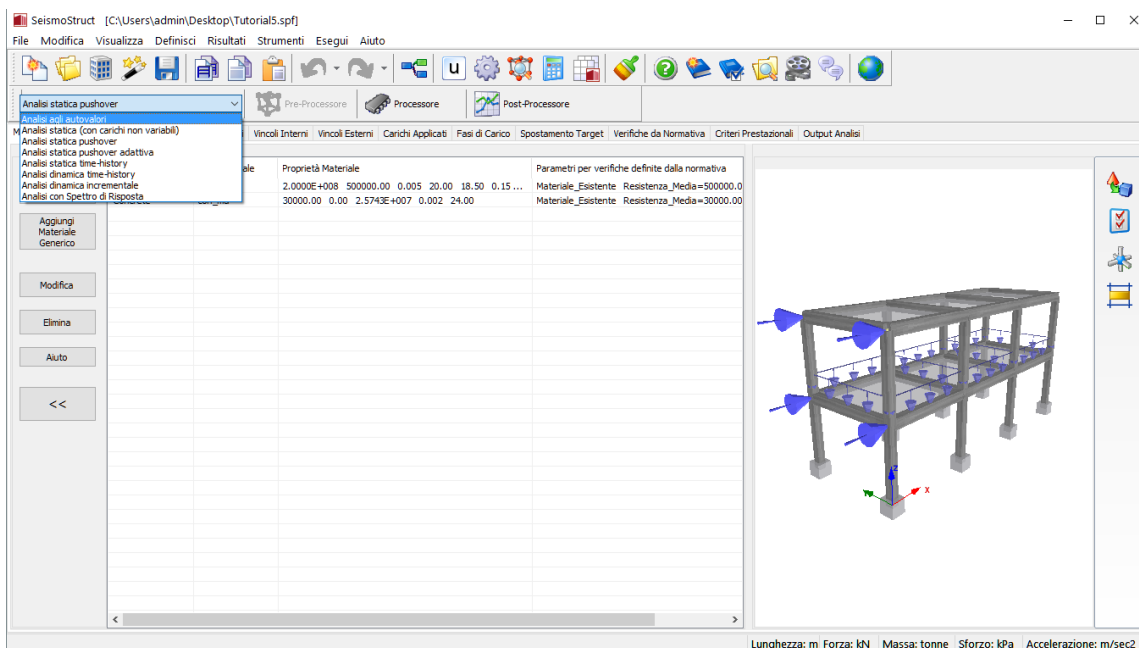 SeismoStruct [C:\Users\admin\Desktop\Tutorial5.spf]
File Modifica Visualizza Definisci Risultati Strumenti Esegui Aiuto
u
Analisi statica pushover
Pre-Processore
Processore
Post-Processore
Analisi agli autovalori
Analisi statica (con carichi non variabili)
Analisi statica pushover
Analisi statica pushover adattiva
Analisi statica time-history
Analisi dinamica time-history
Analisi dinamica incrementale
Analisi con Spettro di Risposta
Vincoli Interni Vincoli Esterni Carichi Applicati Fasi di Carico Spostamento Target Verifiche da Normativa Criteri Prestazionali Output Analisi
Proprietà Materiale Parametri per verifiche definite dalla normativa
2.0000E+008 500000.00 0.005 20.00 18.50 0.15 ... Materiale_Esistente Resistenza_Media=500000.0
30000.00 0.00 2.5743E+007 0.002 24.00 Materiale_Esistente Resistenza_Media=30000.00
Aggiungi
Materiale
Generico
Modifica
Elimina
Aiuto
<<
z
x
Lunghezza: m Forza: kN Massa: tonne Sforzo: kPa Accelerazione: m/sec2